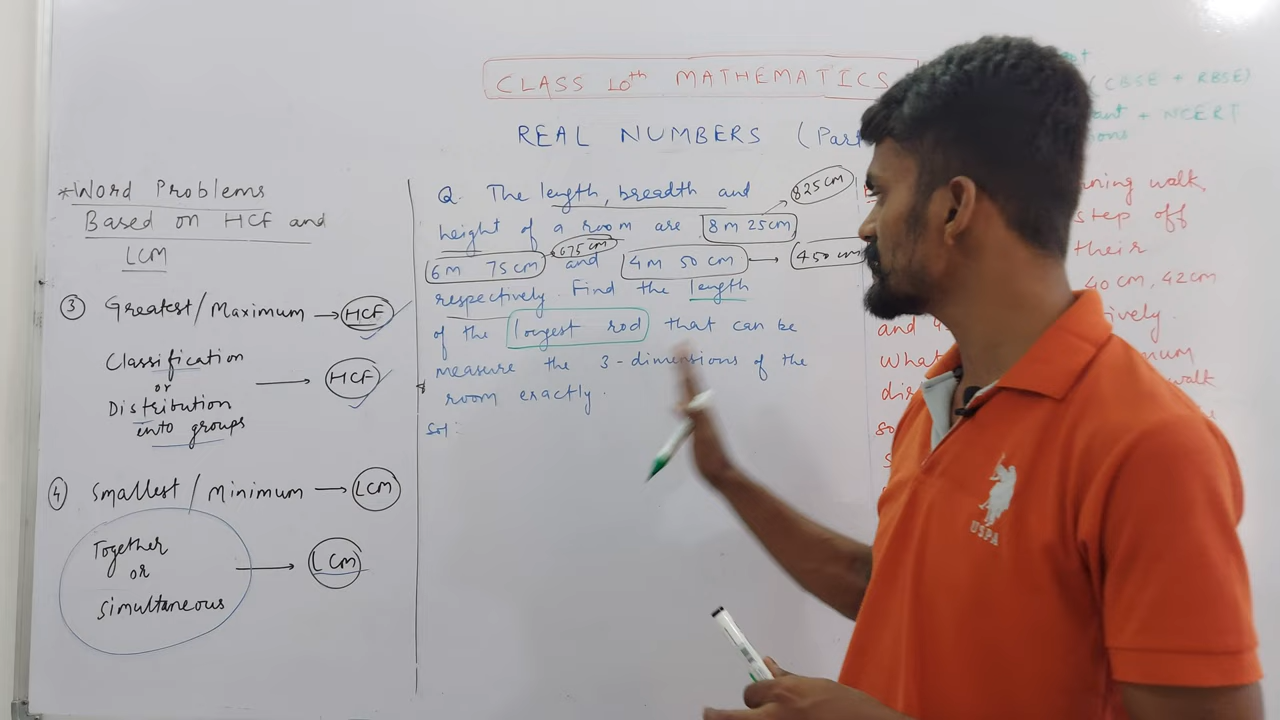 CLASS 10th MATHEMATICS
REAL NUMBERS (Part
(CBSE + RBSE)
+ NCERT
*Word Problems
Based on HCF and
LCM
③ Greatest/Maximum → HCF
Classification
or
Distribution
into groups
→ HCF
④ Smallest/Minimum → LCM
Together
or
Simultaneous
→ LCM
Q. The length, breadth and
825 cm
height of a room are 8 m 25 cm
675 cm
6 m 75 cm and 4 m 50 cm → 450 cm
respectively. Find the length
of the longest rod that can be
measure the 3-dimensions of the
room exactly.
Sol:
walk,
step off
their
40 cm, 42 cm
and
What
walk
USPA